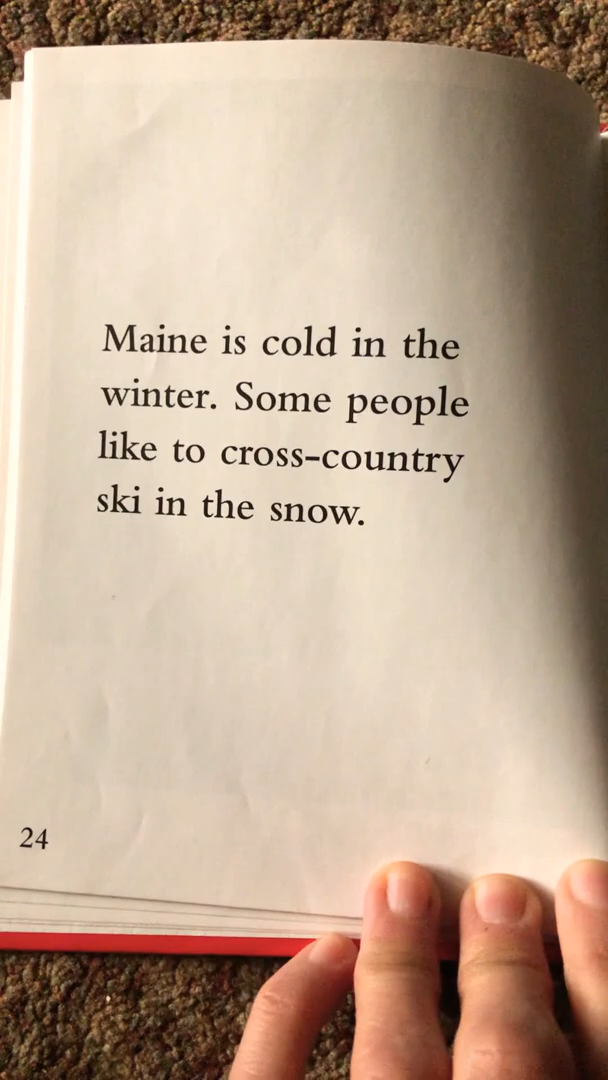 Maine is cold in the
winter. Some people
like to cross-country
ski in the snow.
24